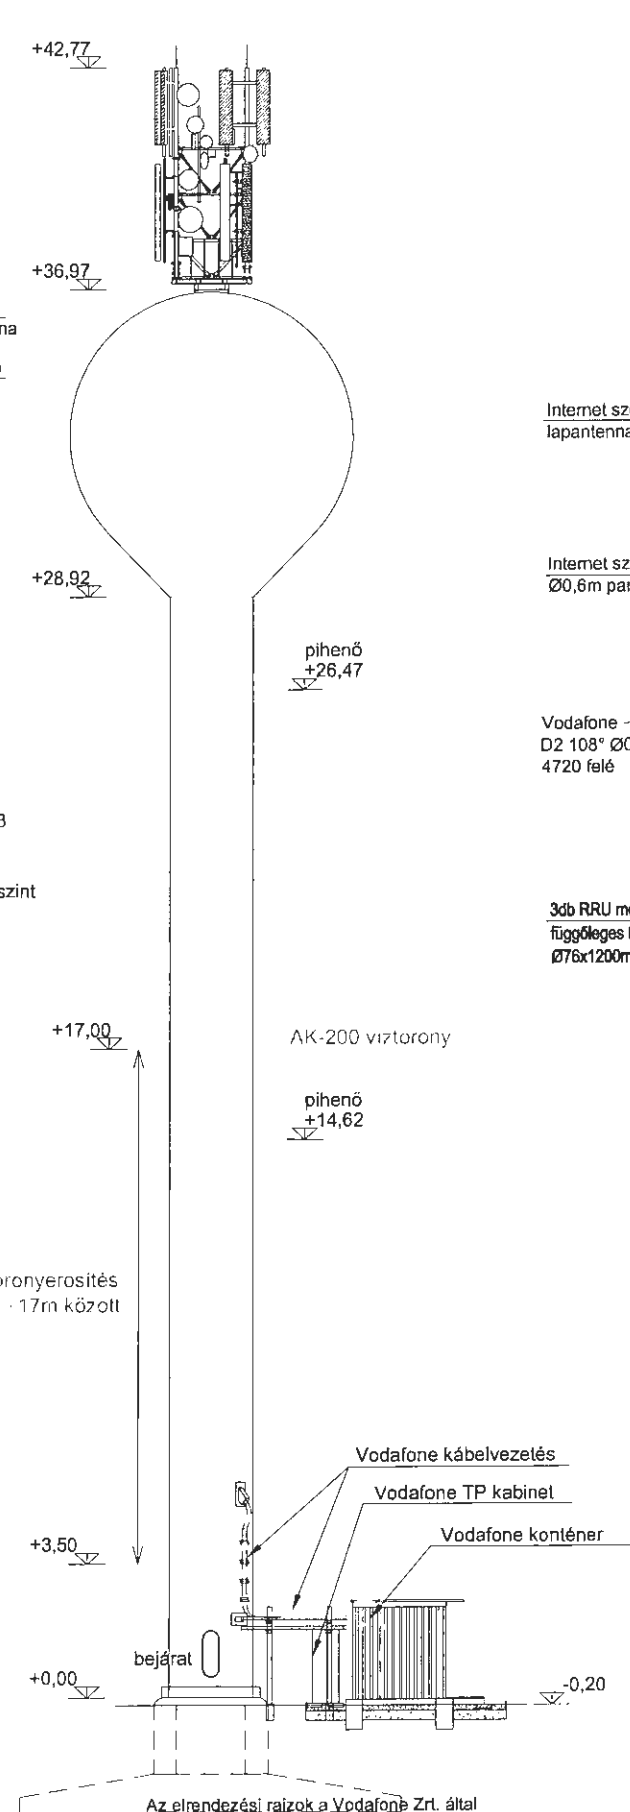 +42,77
+36,97
na
Internet sz
lapantenna
Internet sz
Ø0,6m par
+28,92
pihenő
+26,47
Vodafone -
D2 108° Ø0
4720 felé
szint
3db RRU
függőleges
Ø76x1200m
+17,00
AK-200 víztorony
pihenő
+14,62
oronyerosítés
17m között
Vodafone kábelvezetés
Vodafone TP kabinet
Vodafone konténer
+3,50
bejárat
+0,00
-0,20
Az elrendezési rajzok a Vodafone Zrt. által